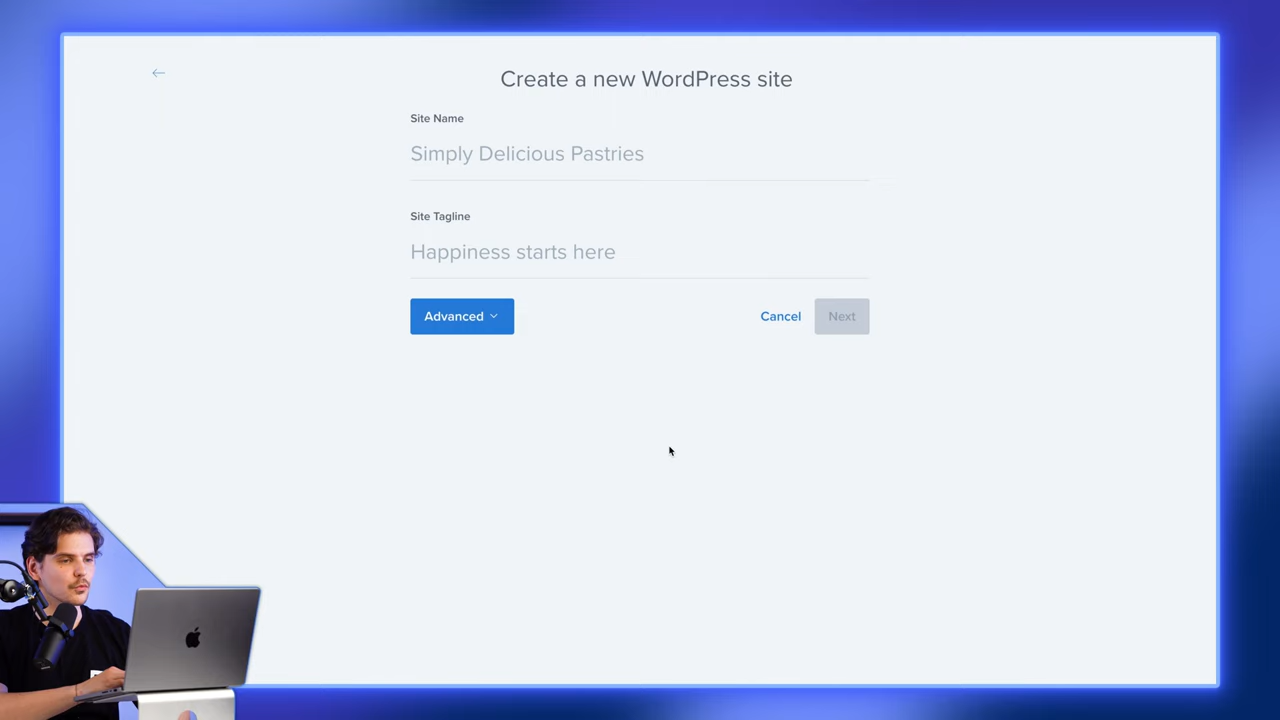 Create a new WordPress site
Site Name
Simply Delicious Pastries
Site Tagline
Happiness starts here
Advanced
Cancel
Next